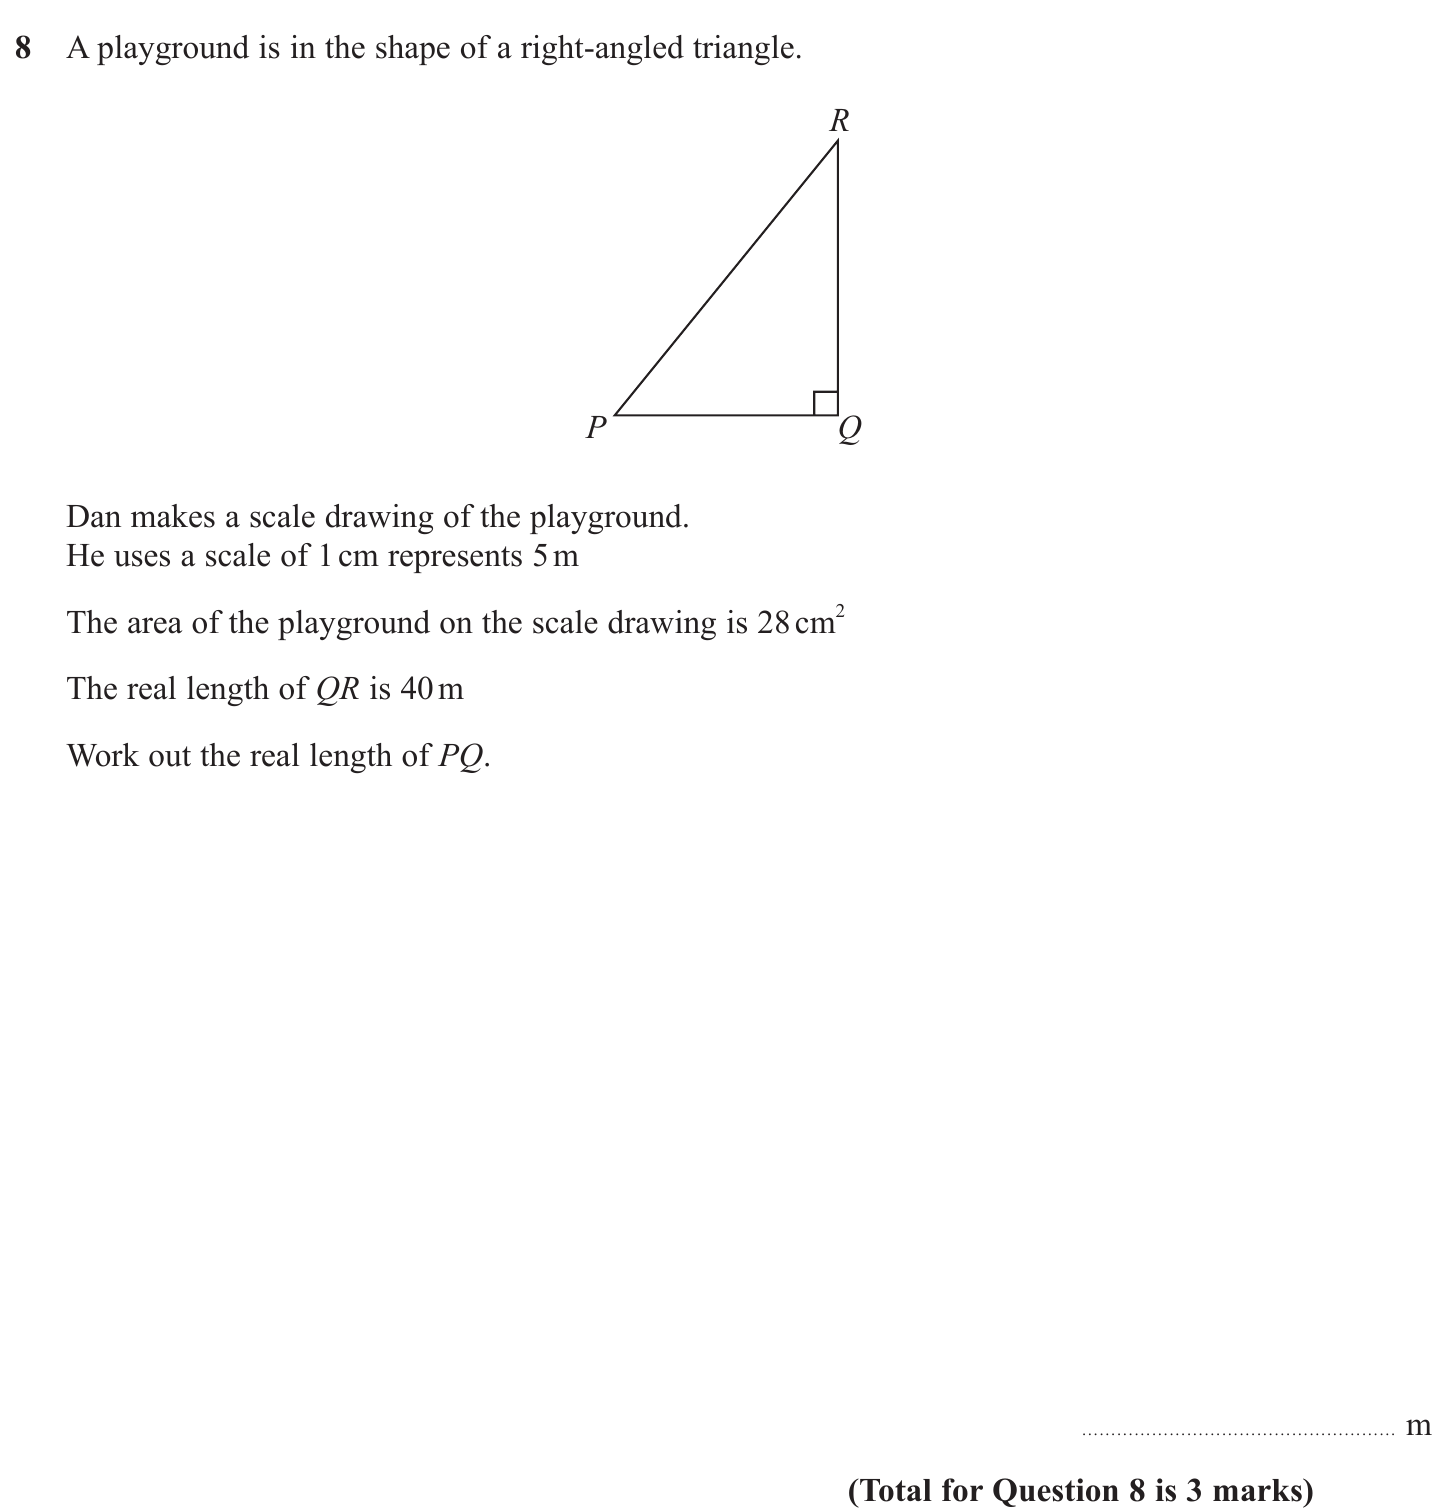 8 A playground is in the shape of a right-angled triangle.
R
P
Q
Dan makes a scale drawing of the playground.
He uses a scale of 1 cm represents 5 m
The area of the playground on the scale drawing is 28 cm²
The real length of QR is 40 m
Work out the real length of PQ.
...................................................... m
(Total for Question 8 is 3 marks)